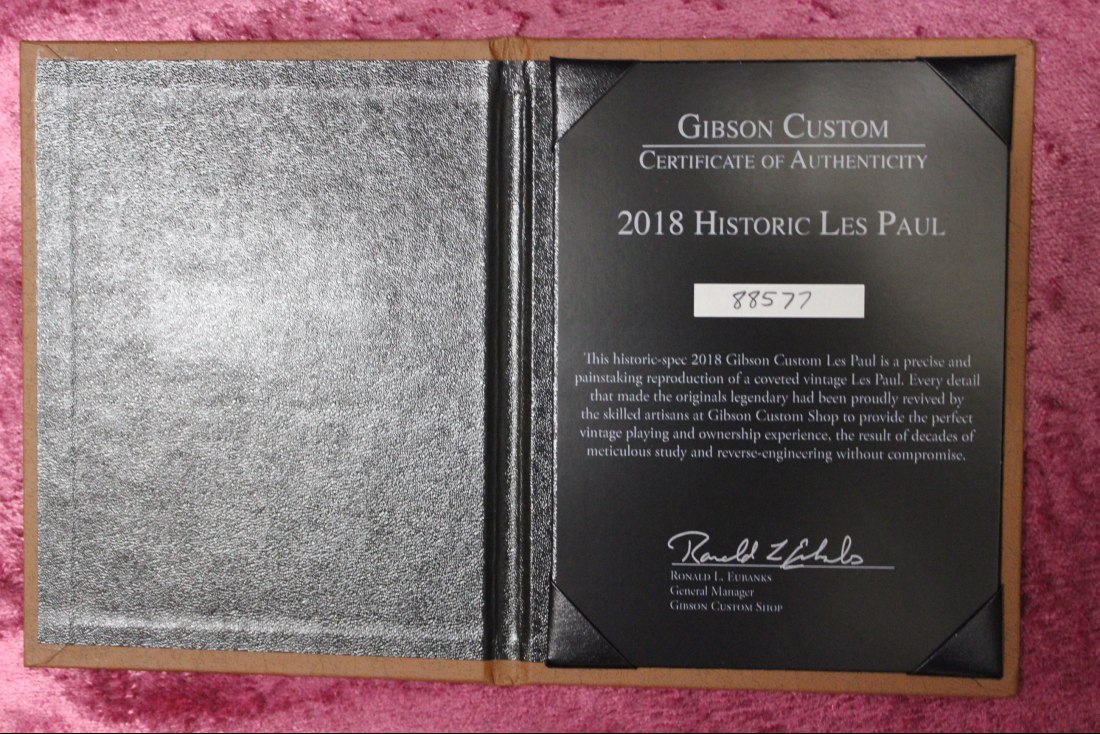 GIBSON CUSTOM
CERTIFICATE OF AUTHENTICITY
2018 HISTORIC LES PAUL
88577
This historic-spec 2018 Gibson Custom Les Paul is a precise and
painstaking reproduction of a coveted vintage Les Paul. Every detail
that made the originals legendary had been proudly revived by
the skilled artisans at Gibson Custom Shop to provide the perfect
vintage playing and ownership experience, the result of decades of
meticulous study and reverse-engineering without compromise.
Ronald L Eubanks
RONALD L. EUBANKS
General Manager
GIBSON CUSTOM SHOP